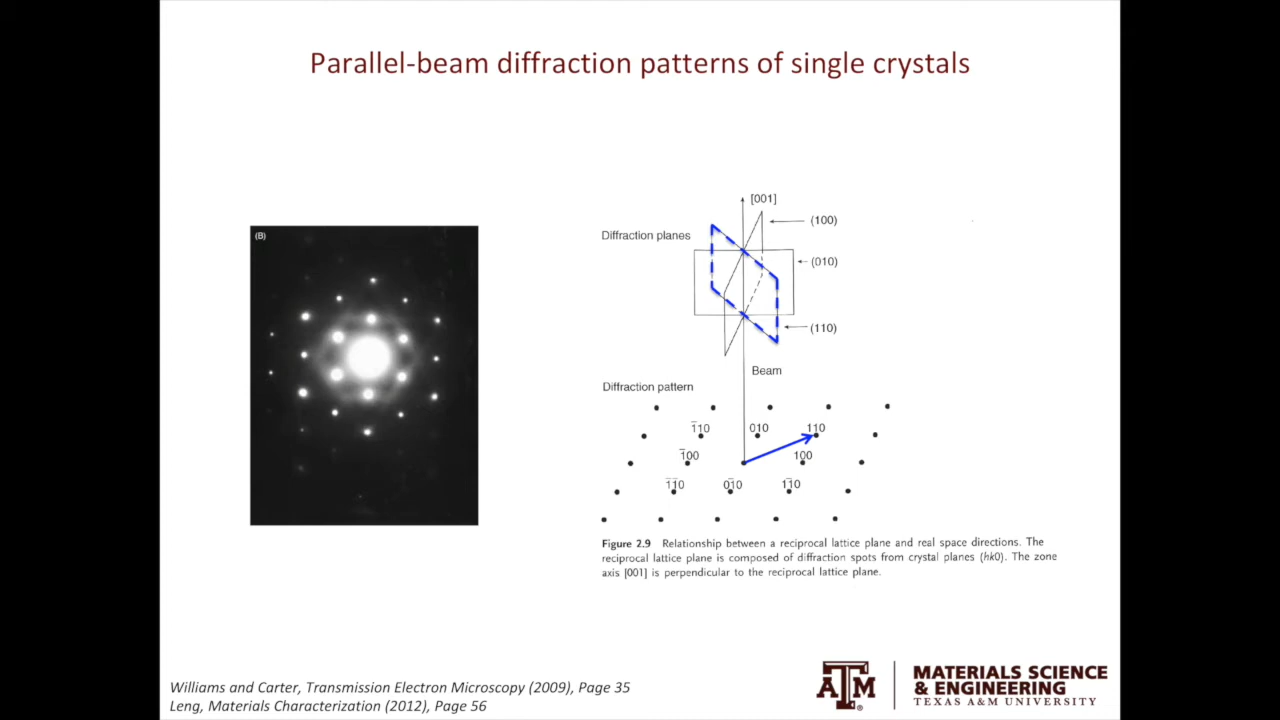 Parallel-beam diffraction patterns of single crystals
(B)
[001]
(100)
Diffraction planes
(010)
(110)
Beam
Diffraction pattern
1̅10 010 110
1̅00 100
1̅1̅0 01̅0 11̅0
Figure 2.9 Relationship between a reciprocal lattice plane and real space directions. The
reciprocal lattice plane is composed of diffraction spots from crystal planes (hk0). The zone
axis [001] is perpendicular to the reciprocal lattice plane.
Williams and Carter, Transmission Electron Microscopy (2009), Page 35
Leng, Materials Characterization (2012), Page 56
ATM
MATERIALS SCIENCE
& ENGINEERING
TEXAS A&M UNIVERSITY